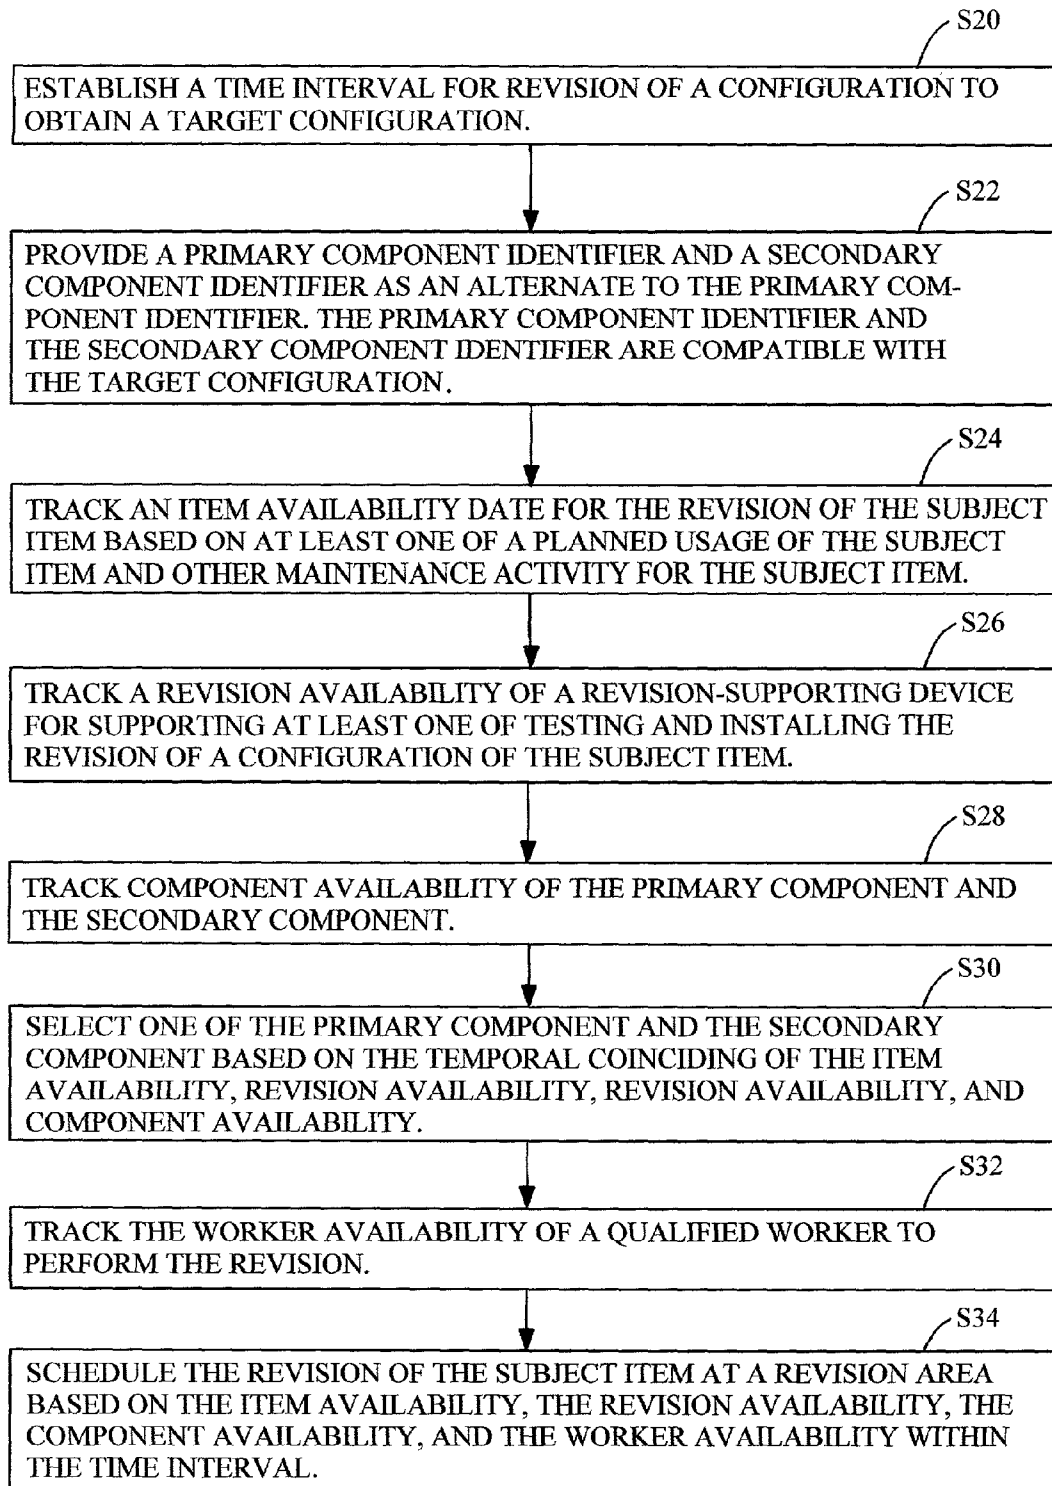 S20
ESTABLISH A TIME INTERVAL FOR REVISION OF A CONFIGURATION TO
OBTAIN A TARGET CONFIGURATION.
S22
PROVIDE A PRIMARY COMPONENT IDENTIFIER AND A SECONDARY
COMPONENT IDENTIFIER AS AN ALTERNATE TO THE PRIMARY COM-
PONENT IDENTIFIER. THE PRIMARY COMPONENT IDENTIFIER AND
THE SECONDARY COMPONENT IDENTIFIER ARE COMPATIBLE WITH
THE TARGET CONFIGURATION.
S24
TRACK AN ITEM AVAILABILITY DATE FOR THE REVISION OF THE SUBJECT
ITEM BASED ON AT LEAST ONE OF A PLANNED USAGE OF THE SUBJECT
ITEM AND OTHER MAINTENANCE ACTIVITY FOR THE SUBJECT ITEM.
S26
TRACK A REVISION AVAILABILITY OF A REVISION-SUPPORTING DEVICE
FOR SUPPORTING AT LEAST ONE OF TESTING AND INSTALLING THE
REVISION OF A CONFIGURATION OF THE SUBJECT ITEM.
S28
TRACK COMPONENT AVAILABILITY OF THE PRIMARY COMPONENT AND
THE SECONDARY COMPONENT.
S30
SELECT ONE OF THE PRIMARY COMPONENT AND THE SECONDARY
COMPONENT BASED ON THE TEMPORAL COINCIDING OF THE ITEM
AVAILABILITY, REVISION AVAILABILITY, REVISION AVAILABILITY, AND
COMPONENT AVAILABILITY.
S32
TRACK THE WORKER AVAILABILITY OF A QUALIFIED WORKER TO
PERFORM THE REVISION.
S34
SCHEDULE THE REVISION OF THE SUBJECT ITEM AT A REVISION AREA
BASED ON THE ITEM AVAILABILITY, THE REVISION AVAILABILITY, THE
COMPONENT AVAILABILITY, AND THE WORKER AVAILABILITY WITHIN
THE TIME INTERVAL.